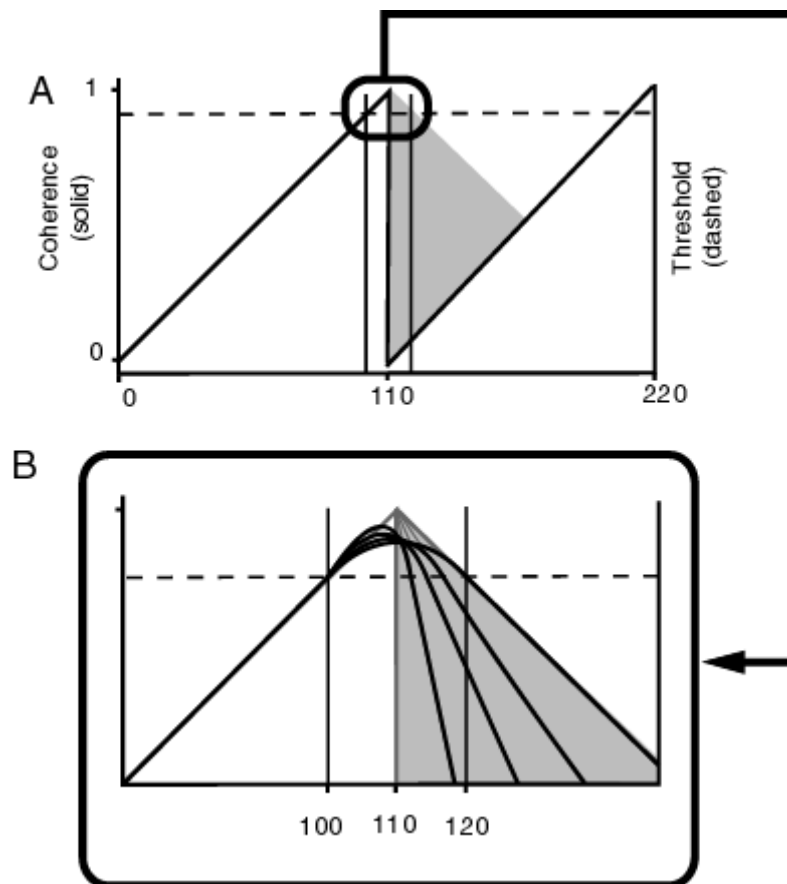 A
1
Coherence
(solid)
0
Threshold
(dashed)
0
110
220
B
100
110
120